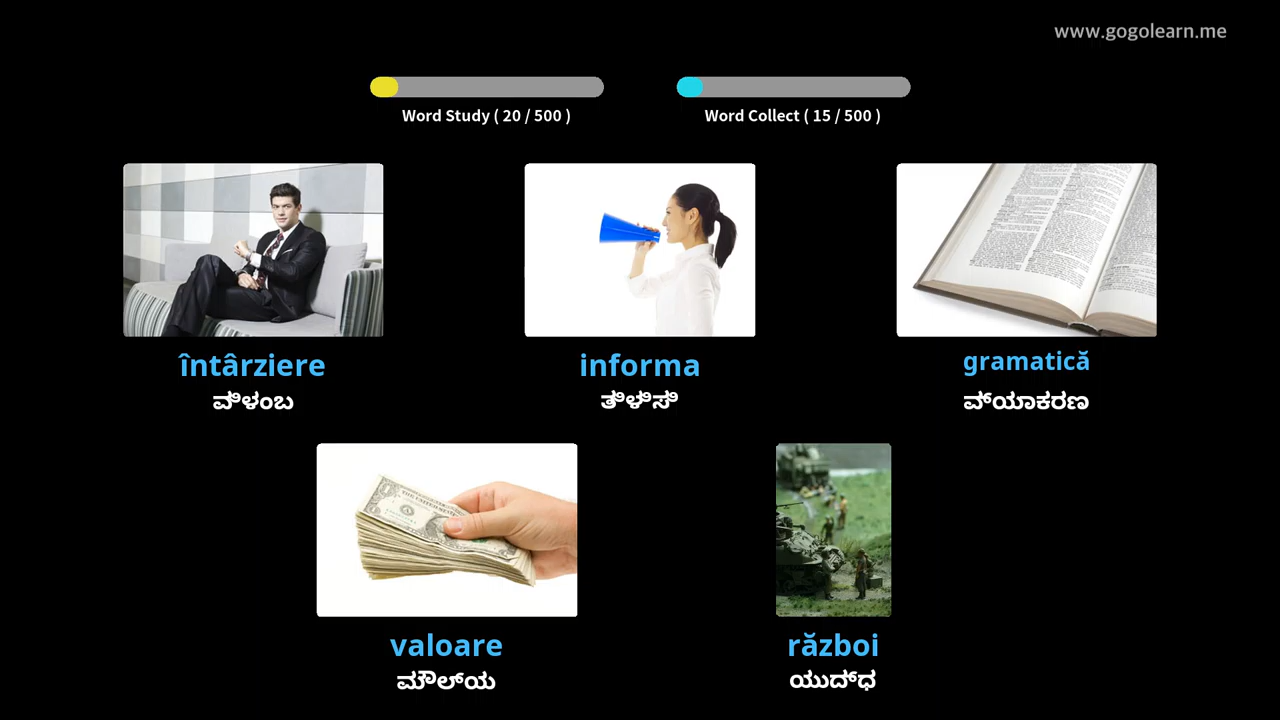 www.gogolearn.me
Word Study ( 20 / 500 )
Word Collect ( 15 / 500 )
întârziere
ವಿಳಂಬ
informa
ತಿಳಿಸಿ
gramatică
ವ್ಯಾಕರಣ
valoare
ಮೌಲ್ಯ
război
ಯುದ್ಧ